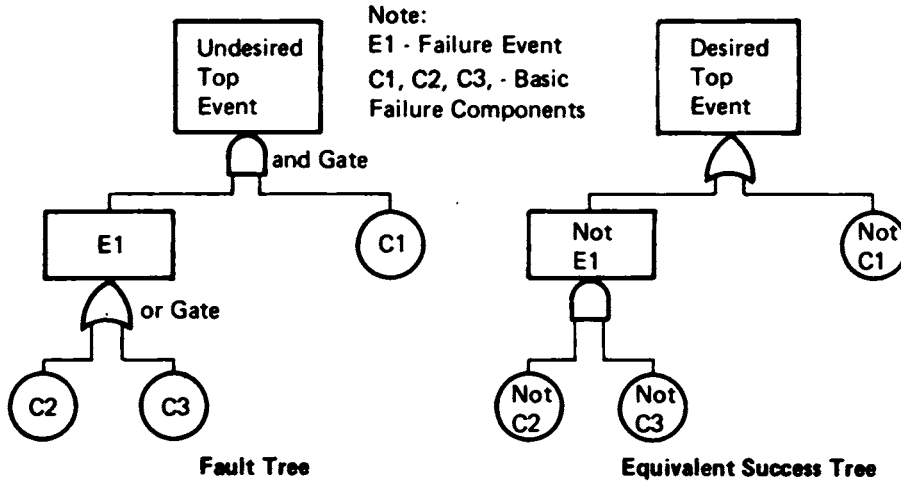 Undesired
Top
Event
Note:
E1 - Failure Event
C1, C2, C3, - Basic
Failure Components
Desired
Top
Event
and Gate
E1
C1
Not
E1
Not
C1
or Gate
C2
C3
Not
C2
Not
C3
Fault Tree
Equivalent Success Tree